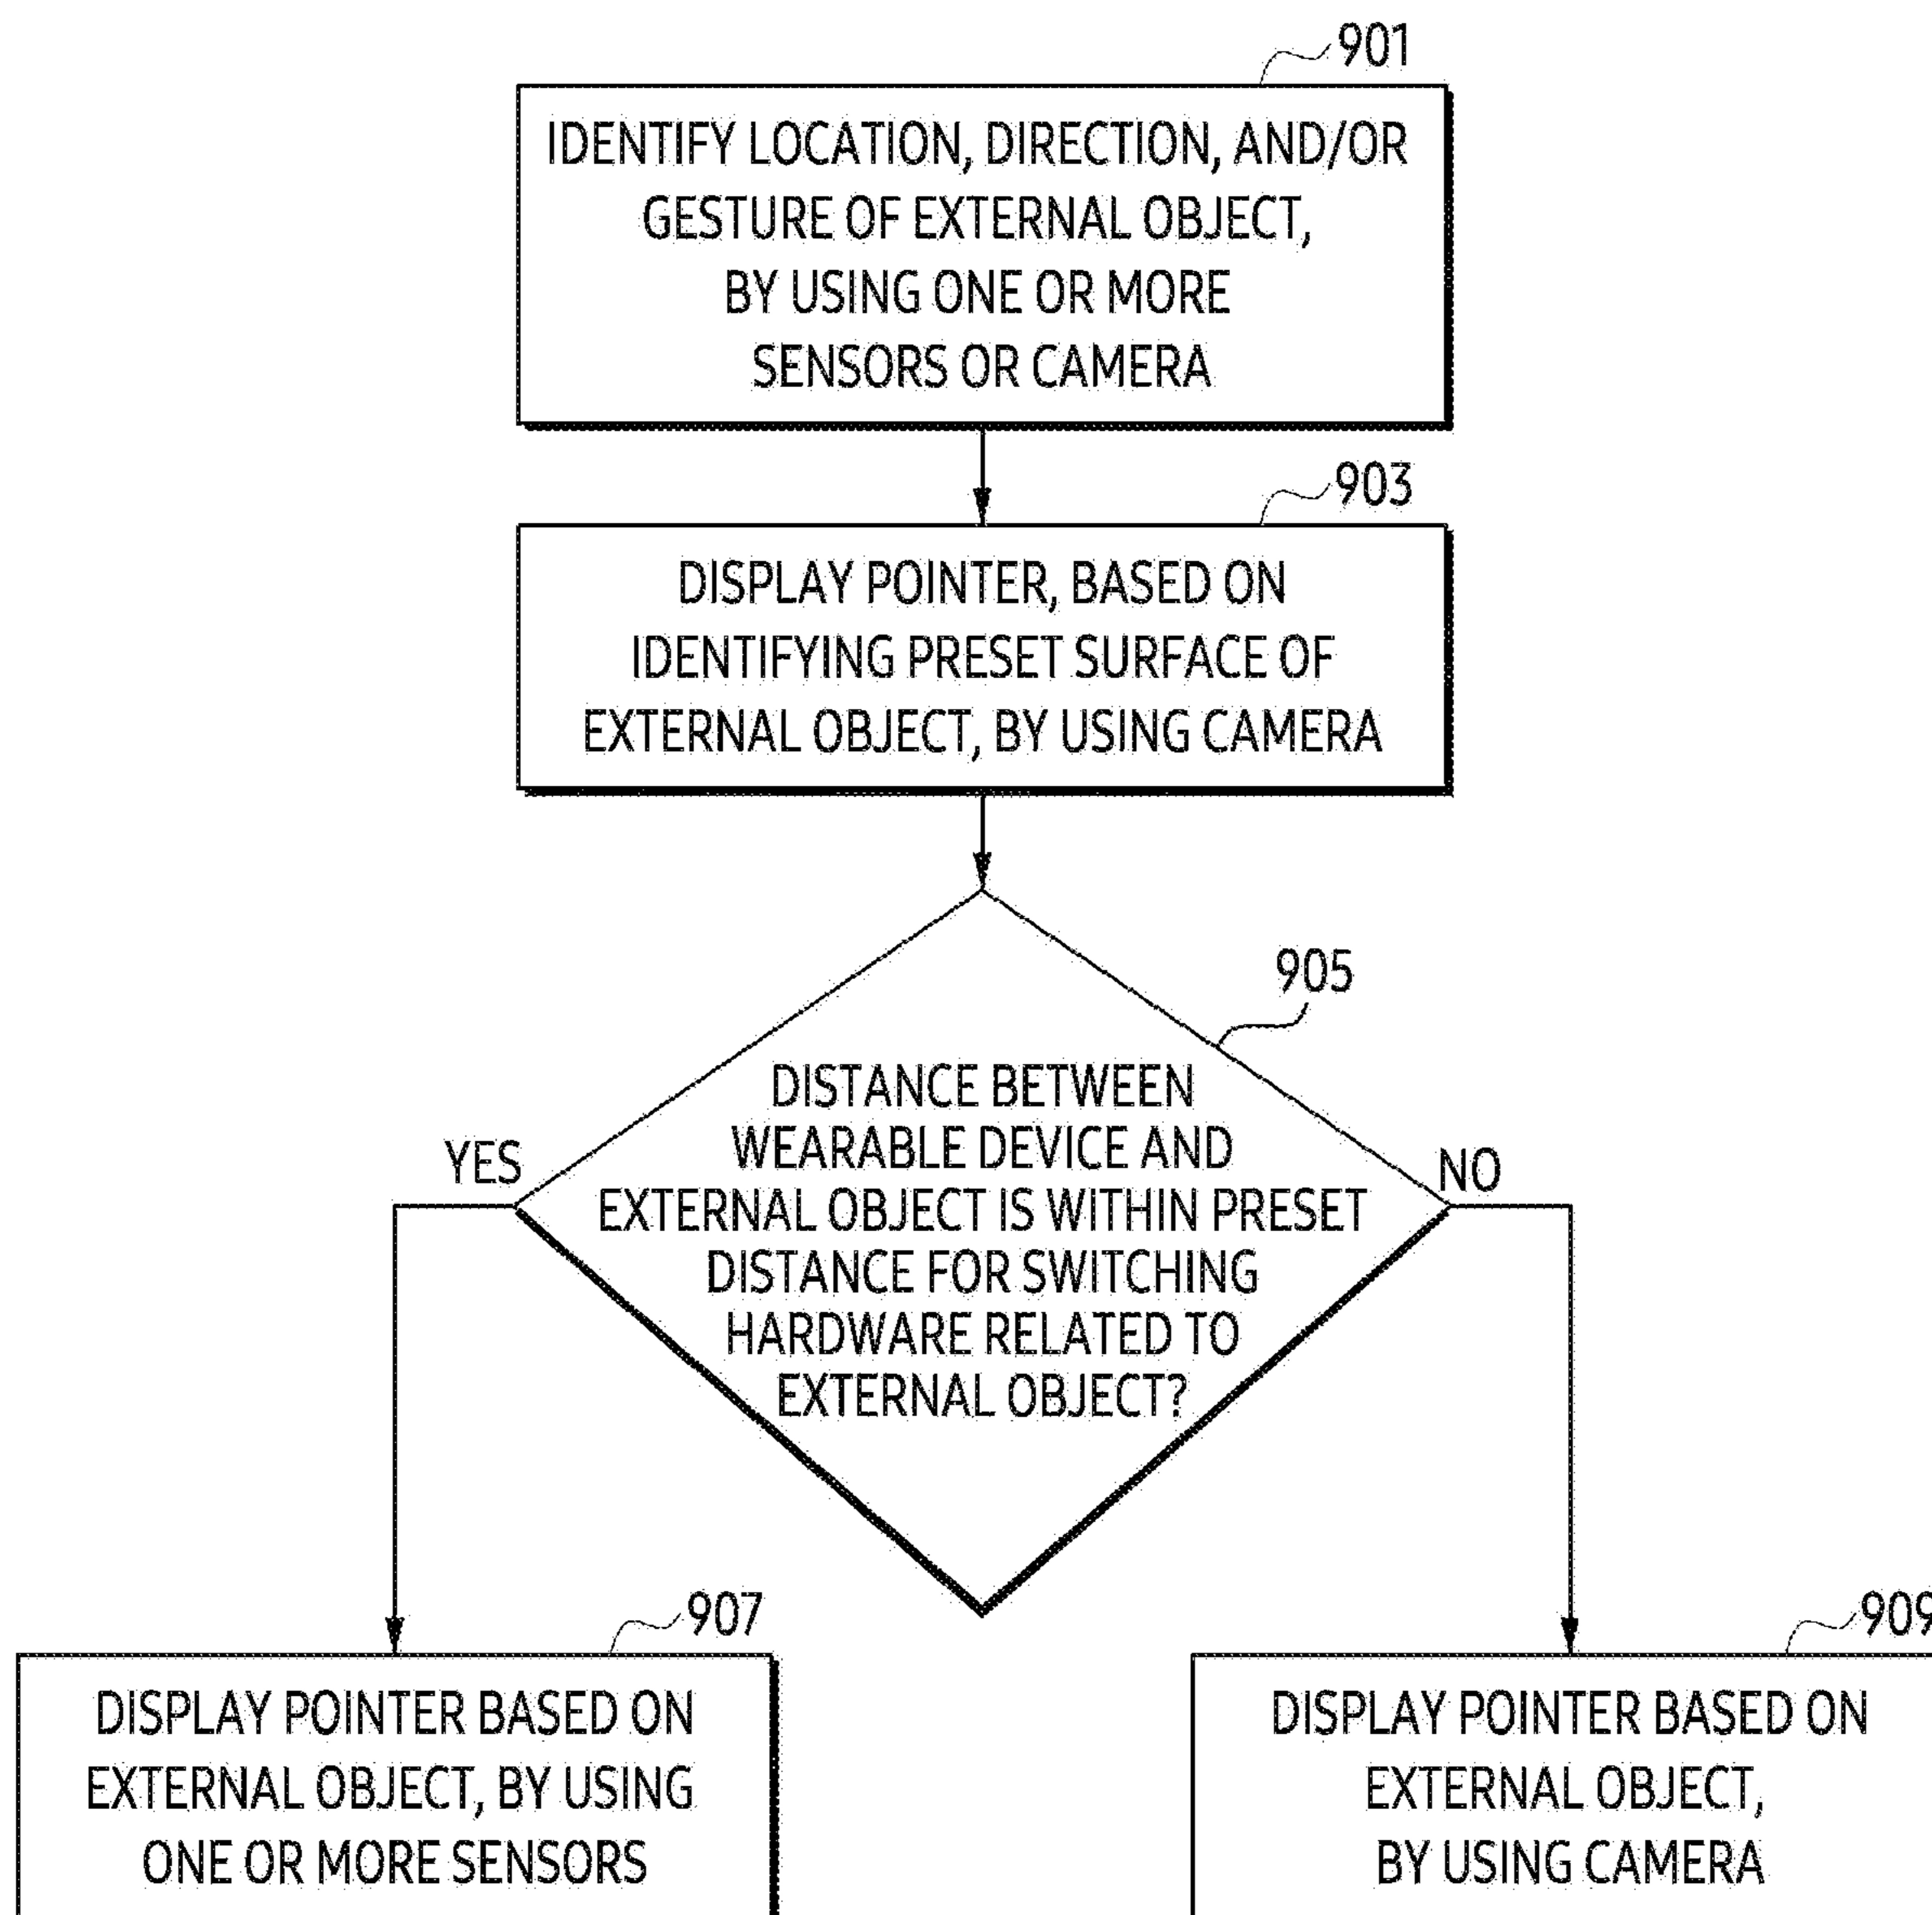 901
IDENTIFY LOCATION, DIRECTION, AND/OR
GESTURE OF EXTERNAL OBJECT,
BY USING ONE OR MORE
SENSORS OR CAMERA
903
DISPLAY POINTER, BASED ON
IDENTIFYING PRESET SURFACE OF
EXTERNAL OBJECT, BY USING CAMERA
905
DISTANCE BETWEEN
WEARABLE DEVICE AND
EXTERNAL OBJECT IS WITHIN PRESET
DISTANCE FOR SWITCHING
HARDWARE RELATED TO
EXTERNAL OBJECT?
YES
NO
907
DISPLAY POINTER BASED ON
EXTERNAL OBJECT, BY USING
ONE OR MORE SENSORS
909
DISPLAY POINTER BASED ON
EXTERNAL OBJECT,
BY USING CAMERA